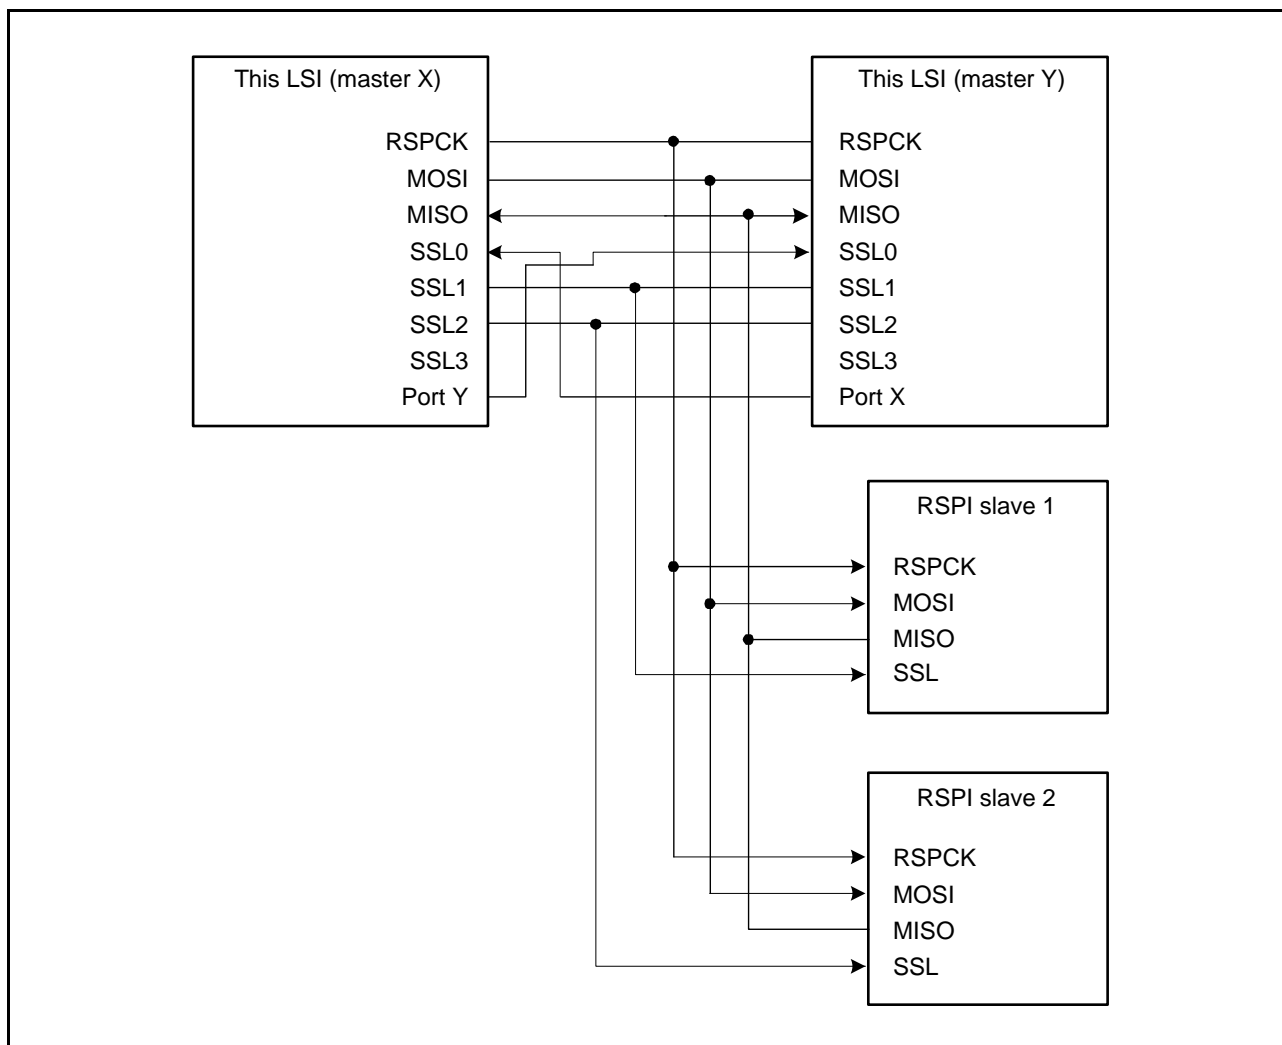 This LSI (master X)
RSPCK
MOSI
MISO
SSL0
SSL1
SSL2
SSL3
Port Y
This LSI (master Y)
RSPCK
MOSI
MISO
SSL0
SSL1
SSL2
SSL3
Port X
RSPI slave 1
RSPCK
MOSI
MISO
SSL
RSPI slave 2
RSPCK
MOSI
MISO
SSL